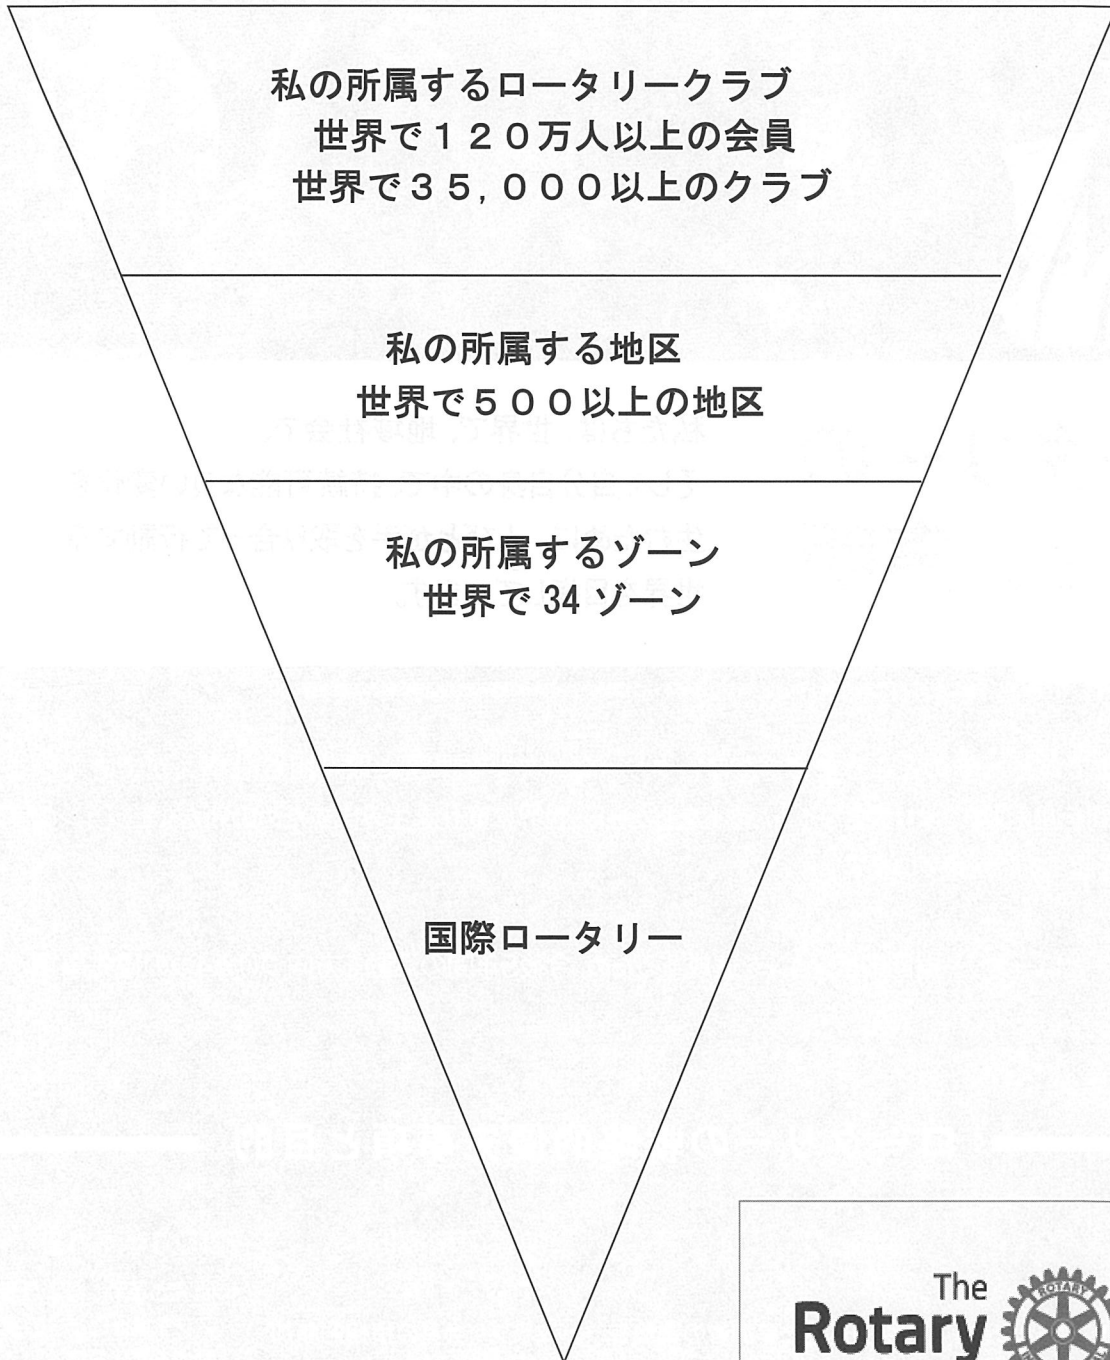 私の所属するロータリークラブ
世界で１２０万人以上の会員
世界で３５,０００以上のクラブ
私の所属する地区
世界で５００以上の地区
私の所属するゾーン
世界で 34 ゾーン
国際ロータリー
The
Rotary
ROTARY